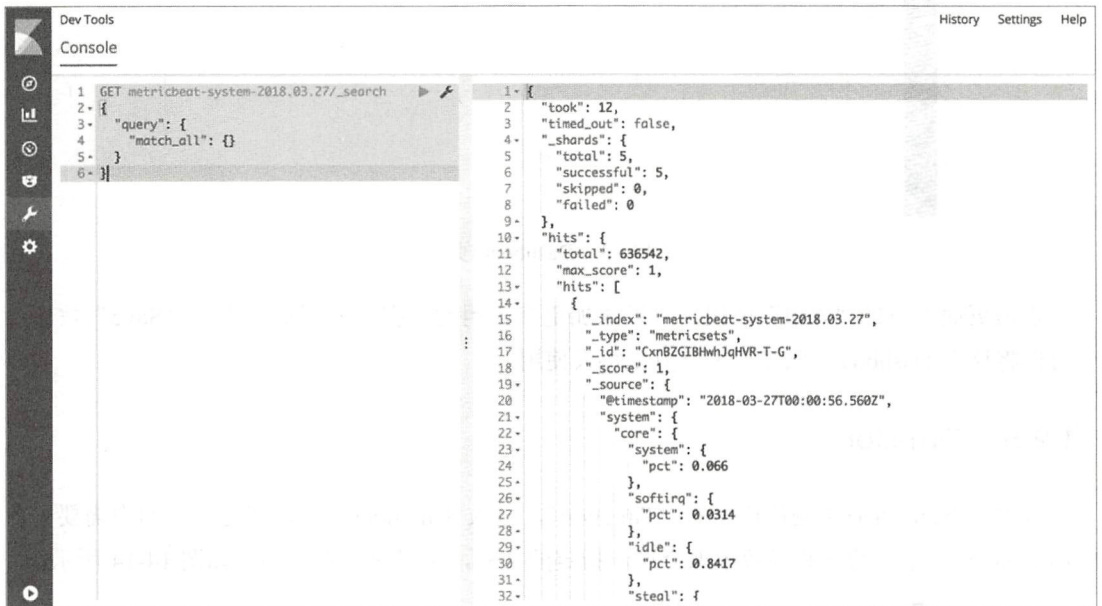 Dev Tools
History Settings Help
Console
1 GET metricbeat-system-2018.03.27/_search
2 {
3 "query": {
4 "match_all": {}
5 }
6 }
1 {
2 "took": 12,
3 "timed_out": false,
4 "_shards": {
5 "total": 5,
6 "successful": 5,
7 "skipped": 0,
8 "failed": 0
9 },
10 "hits": {
11 "total": 636542,
12 "max_score": 1,
13 "hits": [
14 {
15 "_index": "metricbeat-system-2018.03.27",
16 "_type": "metricsets",
17 "_id": "CxnBZGIBHwhJqHVR-T-G",
18 "_score": 1,
19 "_source": {
20 "@timestamp": "2018-03-27T00:00:56.560Z",
21 "system": {
22 "core": {
23 "system": {
24 "pct": 0.066
25 },
26 "softirq": {
27 "pct": 0.0314
28 },
29 "idle": {
30 "pct": 0.8417
31 },
32 "steal": {